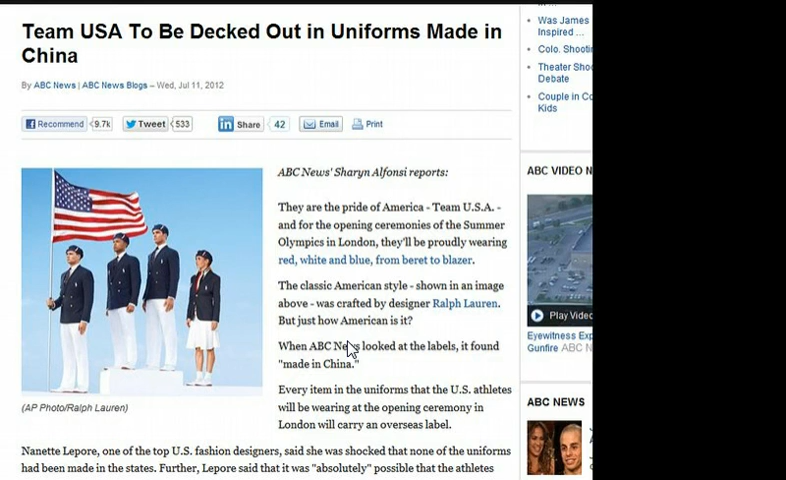 Team USA To Be Decked Out in Uniforms Made in
China
By ABC News | ABC News Blogs – Wed, Jul 11, 2012
Recommend 9.7k Tweet 533 Share 42 Email Print
ABC News' Sharyn Alfonsi reports:
They are the pride of America - Team U.S.A. -
and for the opening ceremonies of the Summer
Olympics in London, they'll be proudly wearing
red, white and blue, from beret to blazer.
The classic American style - shown in an image
above - was crafted by designer Ralph Lauren.
But just how American is it?
When ABC News looked at the labels, it found
"made in China."
Every item in the uniforms that the U.S. athletes
will be wearing at the opening ceremony in
London will carry an overseas label.
(AP Photo/Ralph Lauren)
Nanette Lepore, one of the top U.S. fashion designers, said she was shocked that none of the uniforms
had been made in the states. Further, Lepore said that it was "absolutely" possible that the athletes
Was James
Inspired ...
Colo. Shooti
Theater Shoo
Debate
Couple in Co
Kids
ABC VIDEO N
Play Video
Eyewitness Exp
Gunfire ABC N
ABC NEWS